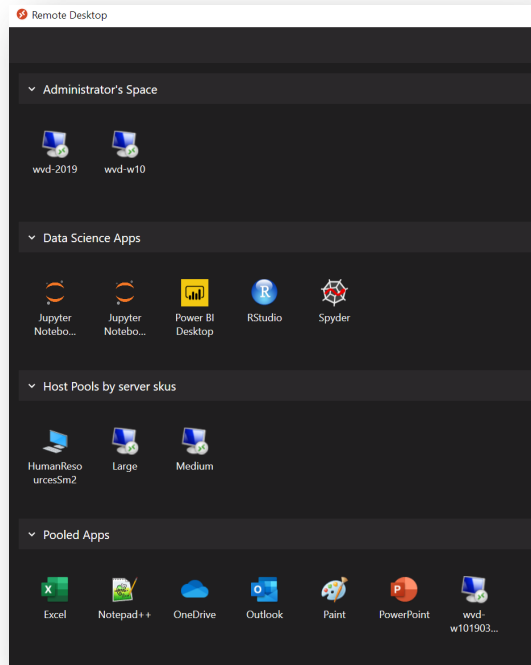 Remote Desktop
Administrator's Space
wvd-2019
wvd-w10
Data Science Apps
Jupyter
Notebo...
Jupyter
Notebo...
Power BI
Desktop
RStudio
Spyder
Host Pools by server skus
HumanReso
urcesSm2
Large
Medium
Pooled Apps
Excel
Notepad++
OneDrive
Outlook
Paint
PowerPoint
wvd-
w101903...